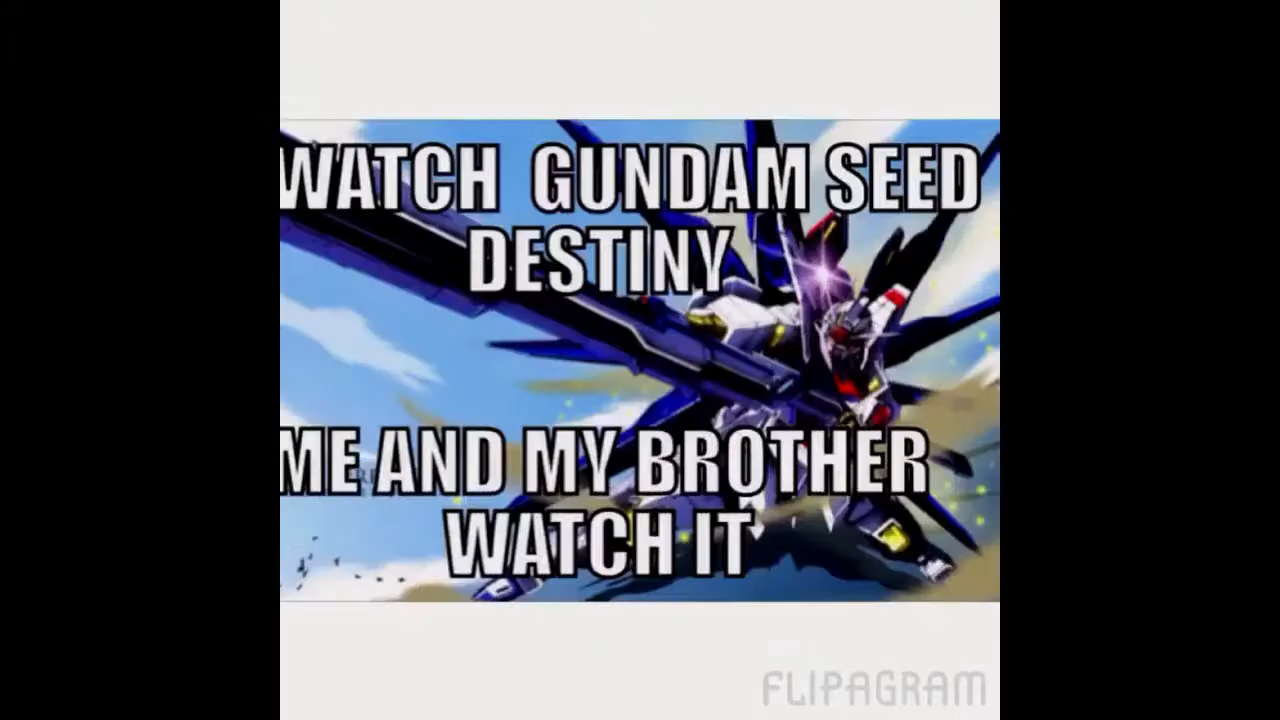 WATCH GUNDAM SEED
DESTINY
ME AND MY BROTHER
WATCH IT
FLIPAGRAM